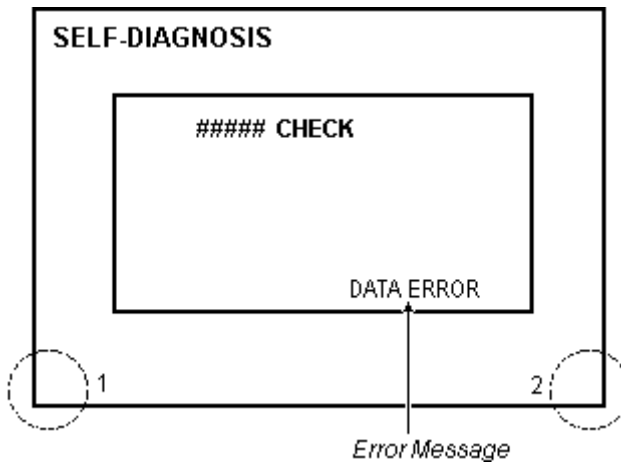 SELF-DIAGNOSIS
##### CHECK
DATA ERROR
1
2
Error Message